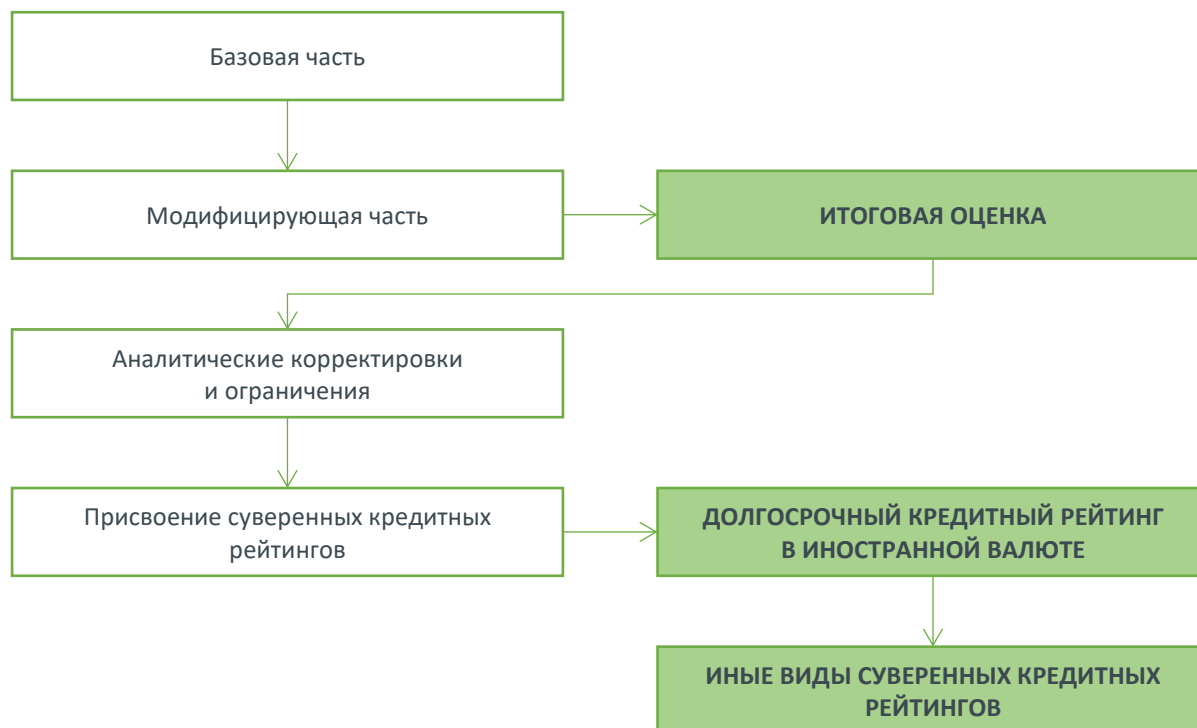 Базовая часть
Модифицирующая часть
ИТОГОВАЯ ОЦЕНКА
Аналитические корректировки
и ограничения
Присвоение суверенных кредитных
рейтингов
ДОЛГОСРОЧНЫЙ КРЕДИТНЫЙ РЕЙТИНГ
В ИНОСТРАННОЙ ВАЛЮТЕ
ИНЫЕ ВИДЫ СУВЕРЕННЫХ КРЕДИТНЫХ
РЕЙТИНГОВ